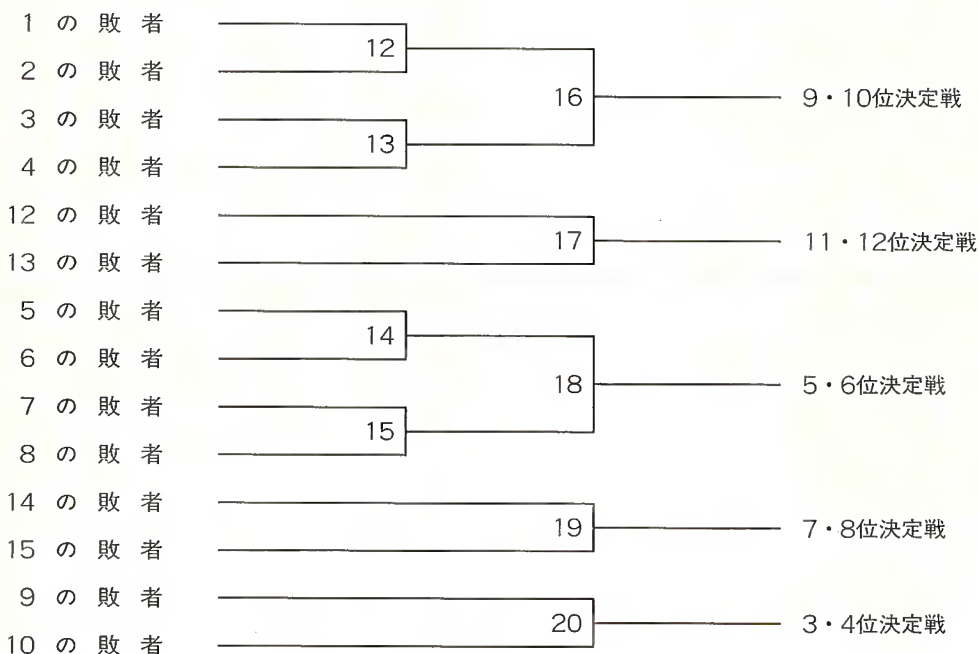 1 の 敗 者
12
2 の 敗 者
16
9・10位決定戦
3 の 敗 者
13
4 の 敗 者
12 の 敗 者
17
11・12位決定戦
13 の 敗 者
5 の 敗 者
14
6 の 敗 者
18
5・6位決定戦
7 の 敗 者
15
8 の 敗 者
14 の 敗 者
19
7・8位決定戦
15 の 敗 者
9 の 敗 者
20
3・4位決定戦
10 の 敗 者